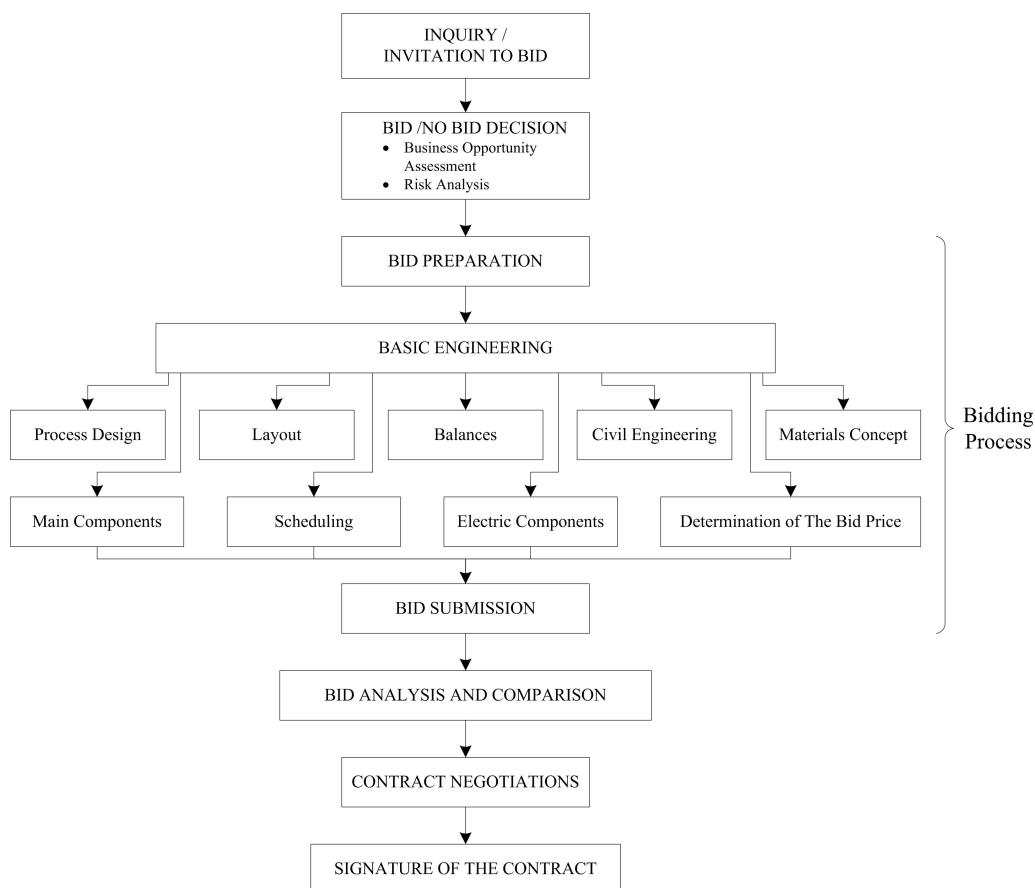 INQUIRY /
INVITATION TO BID
BID /NO BID DECISION
• Business Opportunity
Assessment
• Risk Analysis
BID PREPARATION
BASIC ENGINEERING
Process Design
Layout
Balances
Civil Engineering
Materials Concept
Main Components
Scheduling
Electric Components
Determination of The Bid Price
BID SUBMISSION
Bidding
Process
BID ANALYSIS AND COMPARISON
CONTRACT NEGOTIATIONS
SIGNATURE OF THE CONTRACT